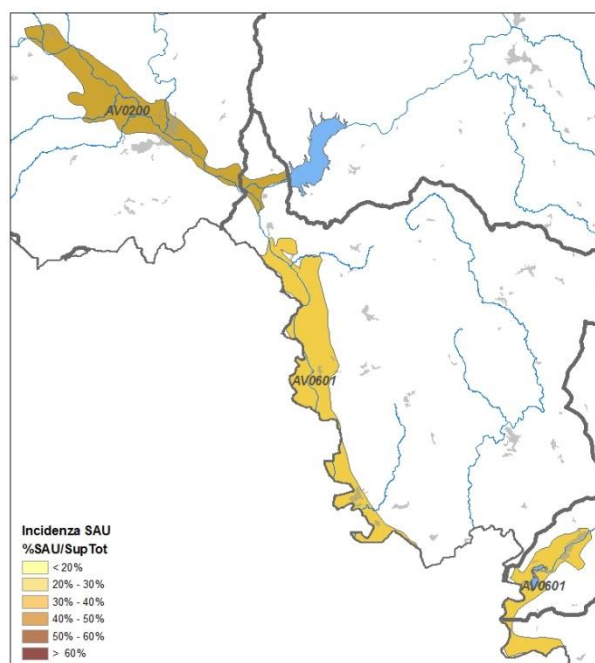 AV0200
AV0601
AV0601
Incidenza SAU
%SAU/SupTot
< 20%
20% - 30%
30% - 40%
40% - 50%
50% - 60%
> 60%